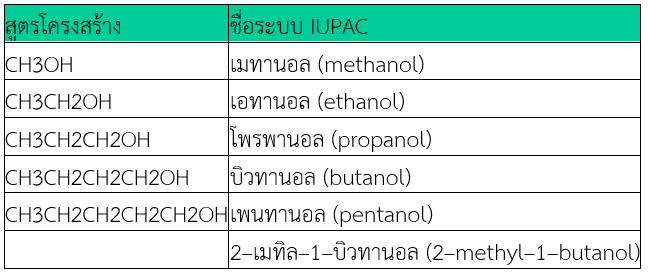 สูตรโครงสร้าง ชื่อระบบ IUPAC
CH3OH เมทานอล (methanol)
CH3CH2OH เอทานอล (ethanol)
CH3CH2CH2OH โพรพานอล (propanol)
CH3CH2CH2CH2OH บิวทานอล (butanol)
CH3CH2CH2CH2CH2OH เพนทานอล (pentanol)
2–เมทิล–1–บิวทานอล (2–methyl–1–butanol)